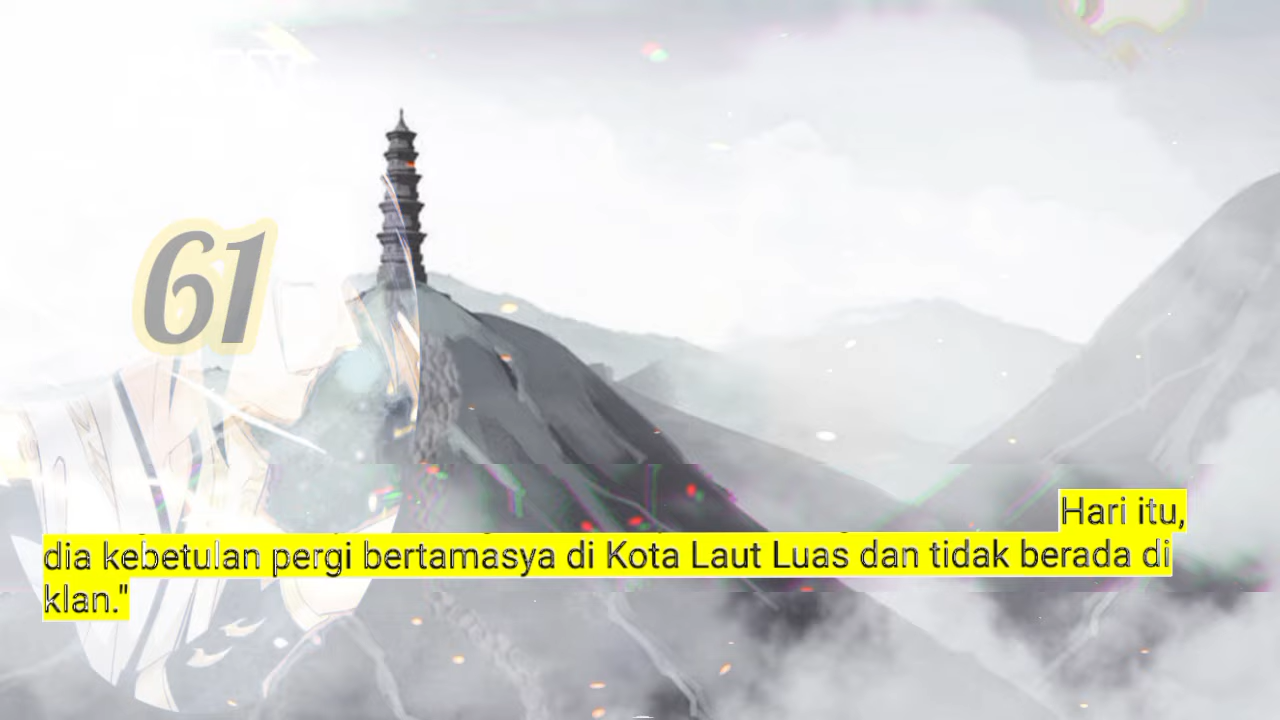 61
Hari itu,
dia kebetulan pergi bertamasya di Kota Laut Luas dan tidak berada di
klan."